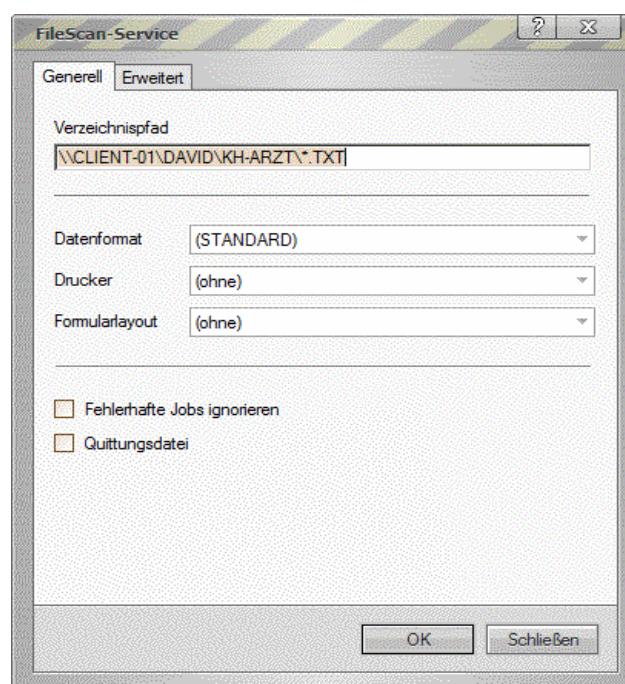 FileScan-Service
Generell Erweitert
Verzeichnispfad
\\CLIENT-01\DAVID\KH-ARZT\*.TXT
Datenformat (STANDARD)
Drucker (ohne)
Formularlayout (ohne)
Fehlerhafte Jobs ignorieren
Quittungsdatei
OK Schließen